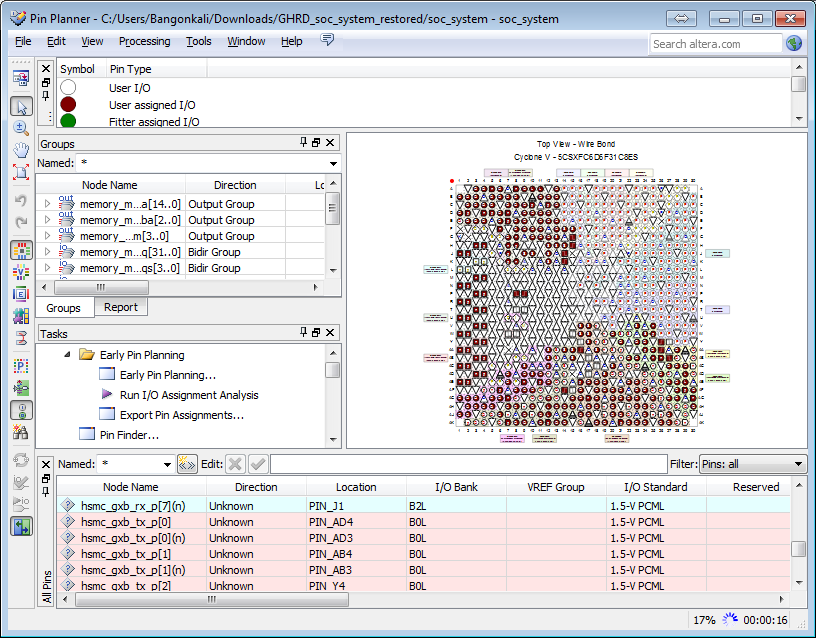 Pin Planner - C:/Users/Bangonkali/Downloads/GHRD_soc_system_restored/soc_system - soc_system
File Edit View Processing Tools Window Help
Search altera.com
Symbol Pin Type
User I/O
User assigned I/O
Fitter assigned I/O
Groups
Named: *
Node Name Direction Lc
out memory_m...a[14..0] Output Group
out memory_m...ba[2..0] Output Group
out memory_...m[3..0] Output Group
io memory_m...q[31..0] Bidir Group
io memory_m...qs[3..0] Bidir Group
Groups Report
Top View - Wire Bond
Cyclone V - 5CSXFC6D6F31C8ES
Tasks
Early Pin Planning
Early Pin Planning...
Run I/O Assignment Analysis
Export Pin Assignments...
Pin Finder...
Named: * Edit: Filter: Pins: all
Node Name Direction Location I/O Bank VREF Group I/O Standard Reserved
hsmc_gxb_rx_p[7](n) Unknown PIN_J1 B2L 1.5-V PCML
hsmc_gxb_tx_p[0] Unknown PIN_AD4 B0L 1.5-V PCML
hsmc_gxb_tx_p[0](n) Unknown PIN_AD3 B0L 1.5-V PCML
hsmc_gxb_tx_p[1] Unknown PIN_AB4 B0L 1.5-V PCML
hsmc_gxb_tx_p[1](n) Unknown PIN_AB3 B0L 1.5-V PCML
hsmc_gxb_tx_p[2] Unknown PIN_Y4 B0L 1.5-V PCML
All Pins
17% 00:00:16